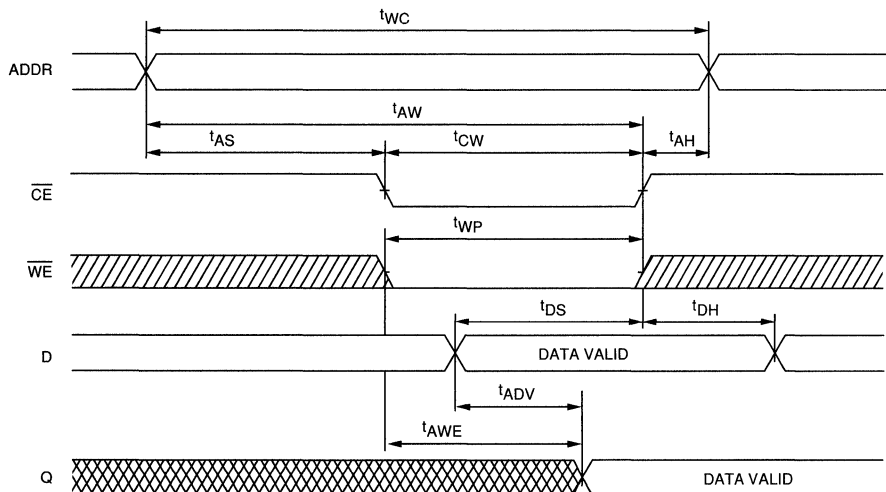 tWC
ADDR
tAW
tAS
tCW
tAH
CE
tWP
WE
tDS
tDH
D
DATA VALID
tADV
tAWE
Q
DATA VALID